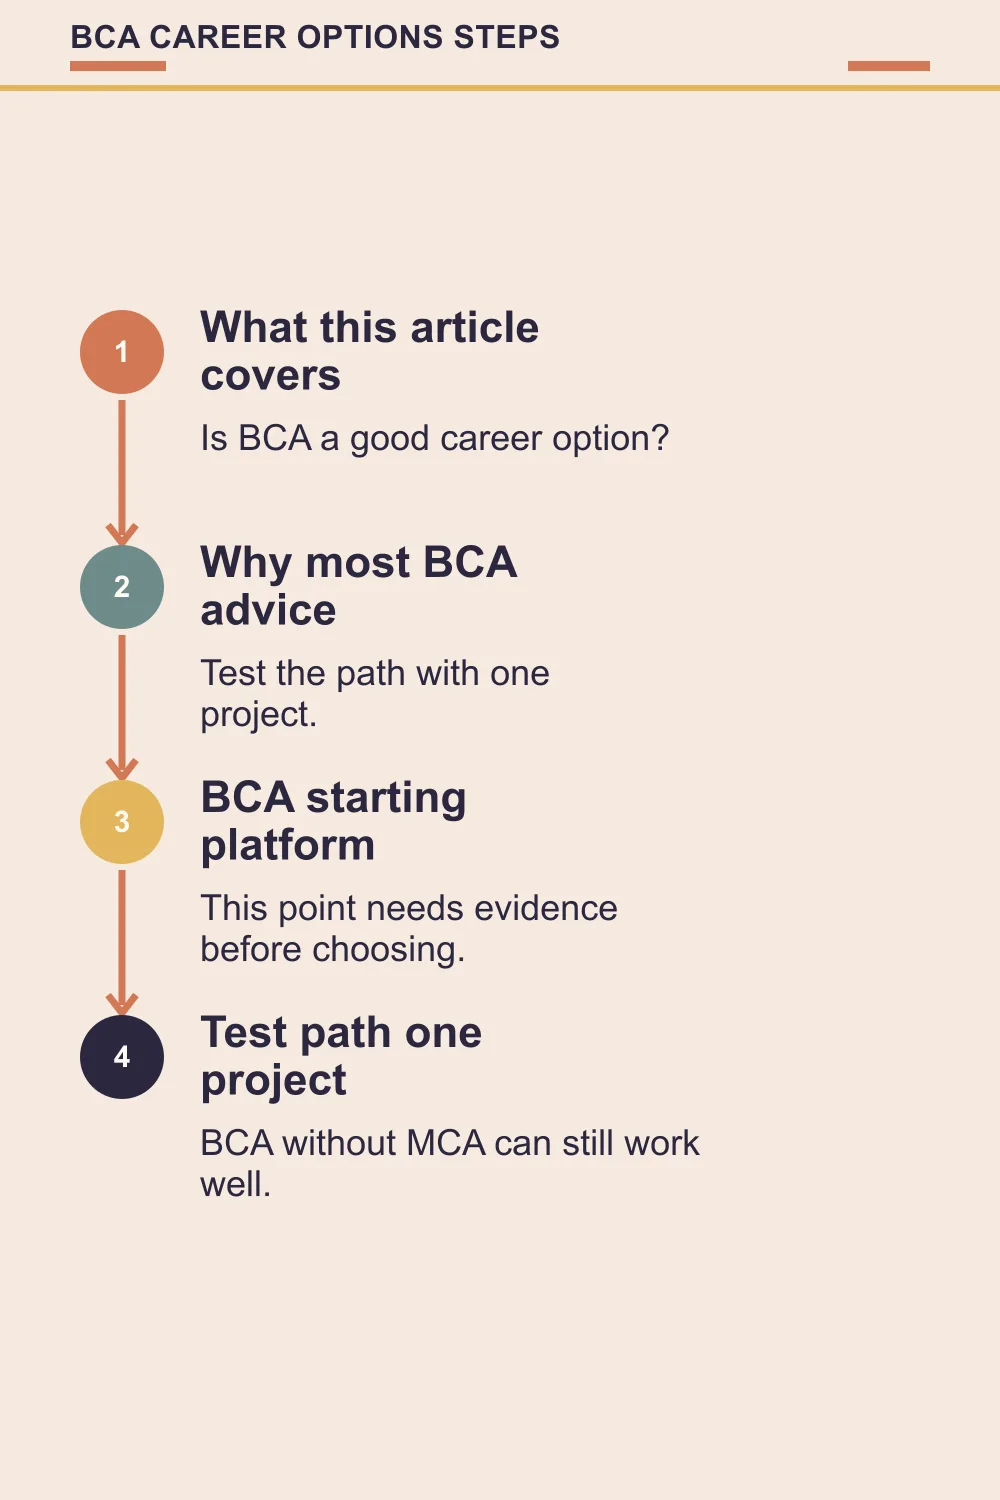 BCA CAREER OPTIONS STEPS
1
What this article
covers
Is BCA a good career option?
2
Why most BCA
advice
Test the path with one
project.
3
BCA starting
platform
This point needs evidence
before choosing.
4
Test path one
project
BCA without MCA can still work
well.